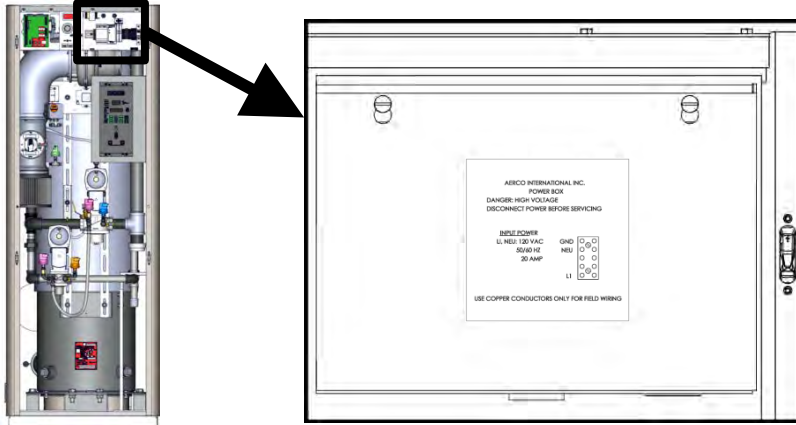 AERCO INTERNATIONAL INC.
POWER BOX
DANGER: HIGH VOLTAGE
DISCONNECT POWER BEFORE SERVICING
INPUT POWER
LI, NEU: 120 VAC GND
50/60 HZ NEU
20 AMP
L1
USE COPPER CONDUCTORS ONLY FOR FIELD WIRING